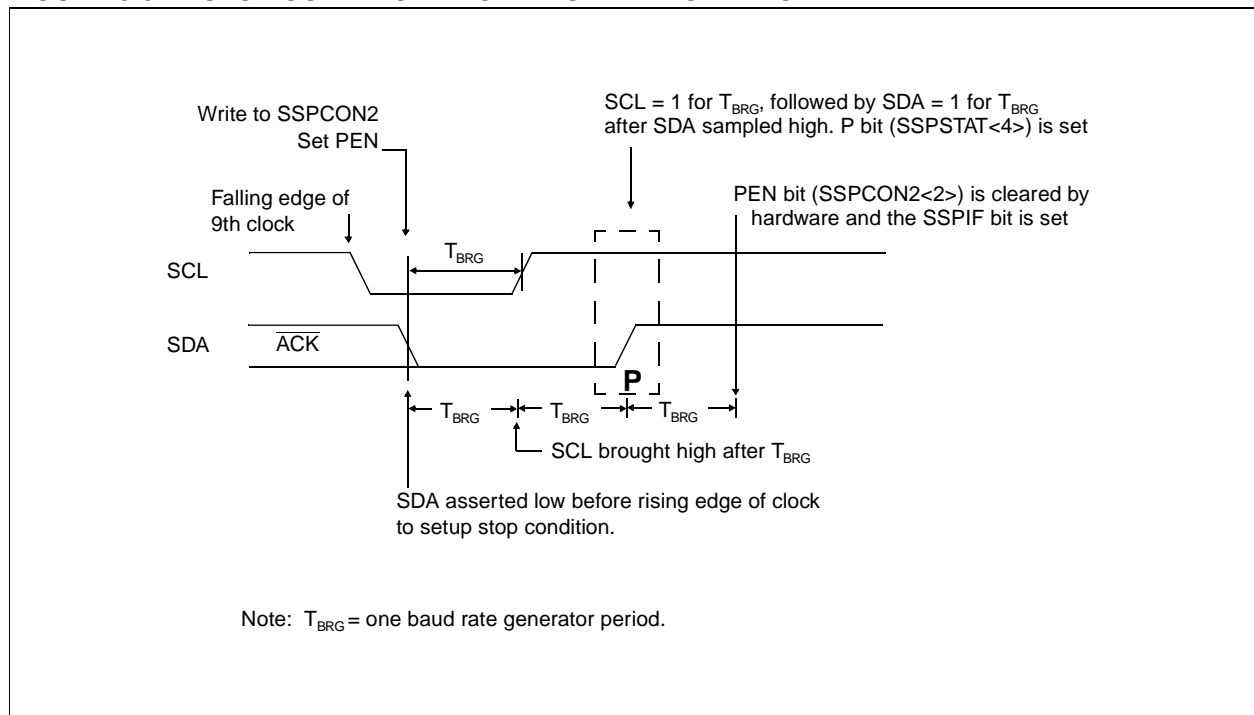 Write to SSPCON2
Set PEN
SCL = 1 for TBRG, followed by SDA = 1 for TBRG
after SDA sampled high. P bit (SSPSTAT<4>) is set
Falling edge of
9th clock
PEN bit (SSPCON2<2>) is cleared by
hardware and the SSPIF bit is set
TBRG
SCL
SDA
ACK
P
TBRG
TBRG
TBRG
SCL brought high after TBRG
SDA asserted low before rising edge of clock
to setup stop condition.
Note: TBRG = one baud rate generator period.